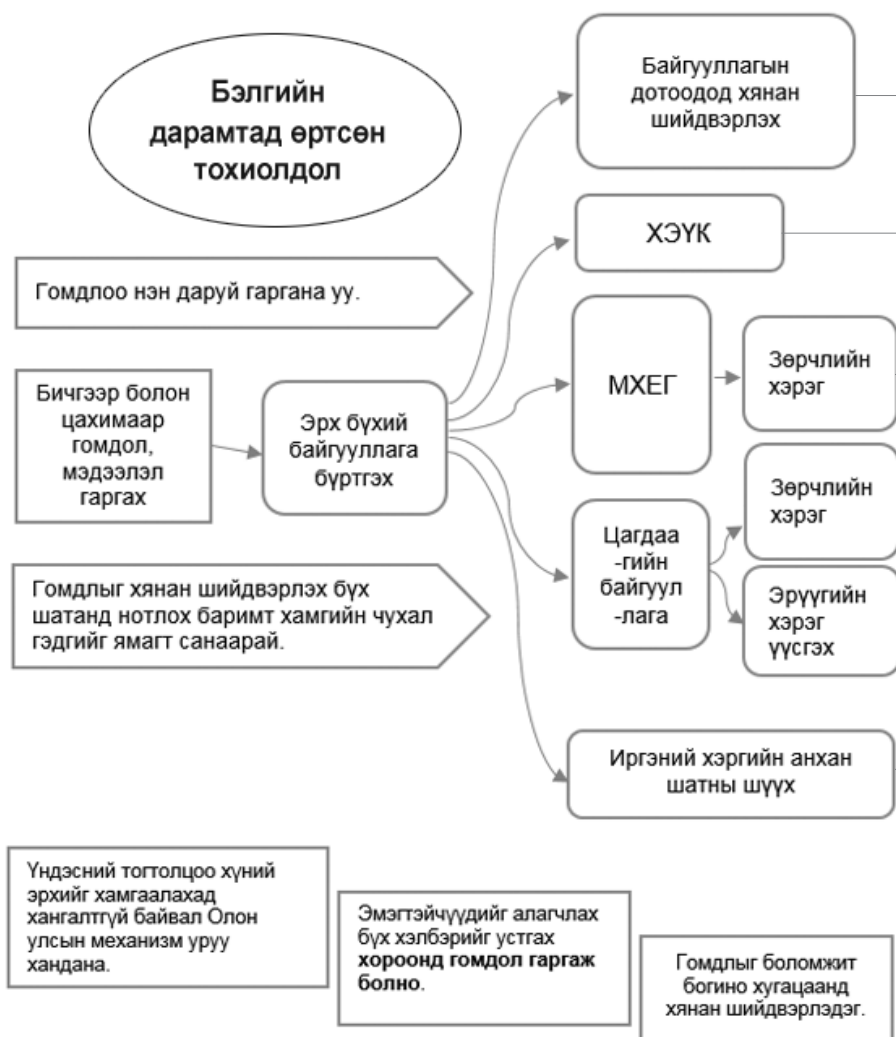 Бэлгийн
дарамтад өртсөн
тохиолдол
Байгууллагын
дотоодод хянан
шийдвэрлэх
ХЭҮК
Гомдлоо нэн даруй гаргана уу.
МХЕГ
Зөрчлийн
хэрэг
Бичгээр болон
цахимаар
гомдол,
мэдээлэл
гаргах
Эрх бүхий
байгууллага
бүртгэх
Цагдаа
-гийн
байгуул
-лага
Зөрчлийн
хэрэг
Эрүүгийн
хэрэг
үүсгэх
Гомдлыг хянан шийдвэрлэх бүх
шатанд нотлох баримт хамгийн чухал
гэдгийг ямагт санаарай.
Иргэний хэргийн анхан
шатны шүүх
Үндэсний тогтолцоо хүний
эрхийг хамгаалахад
хангалтгүй байвал Олон
улсын механизм уруу
хандана.
Эмэгтэйчүүдийг алагчлах
бүх хэлбэрийг устгах
хороонд гомдол гаргаж
болно.
Гомдлыг боломжит
богино хугацаанд
хянан шийдвэрлэдэг.